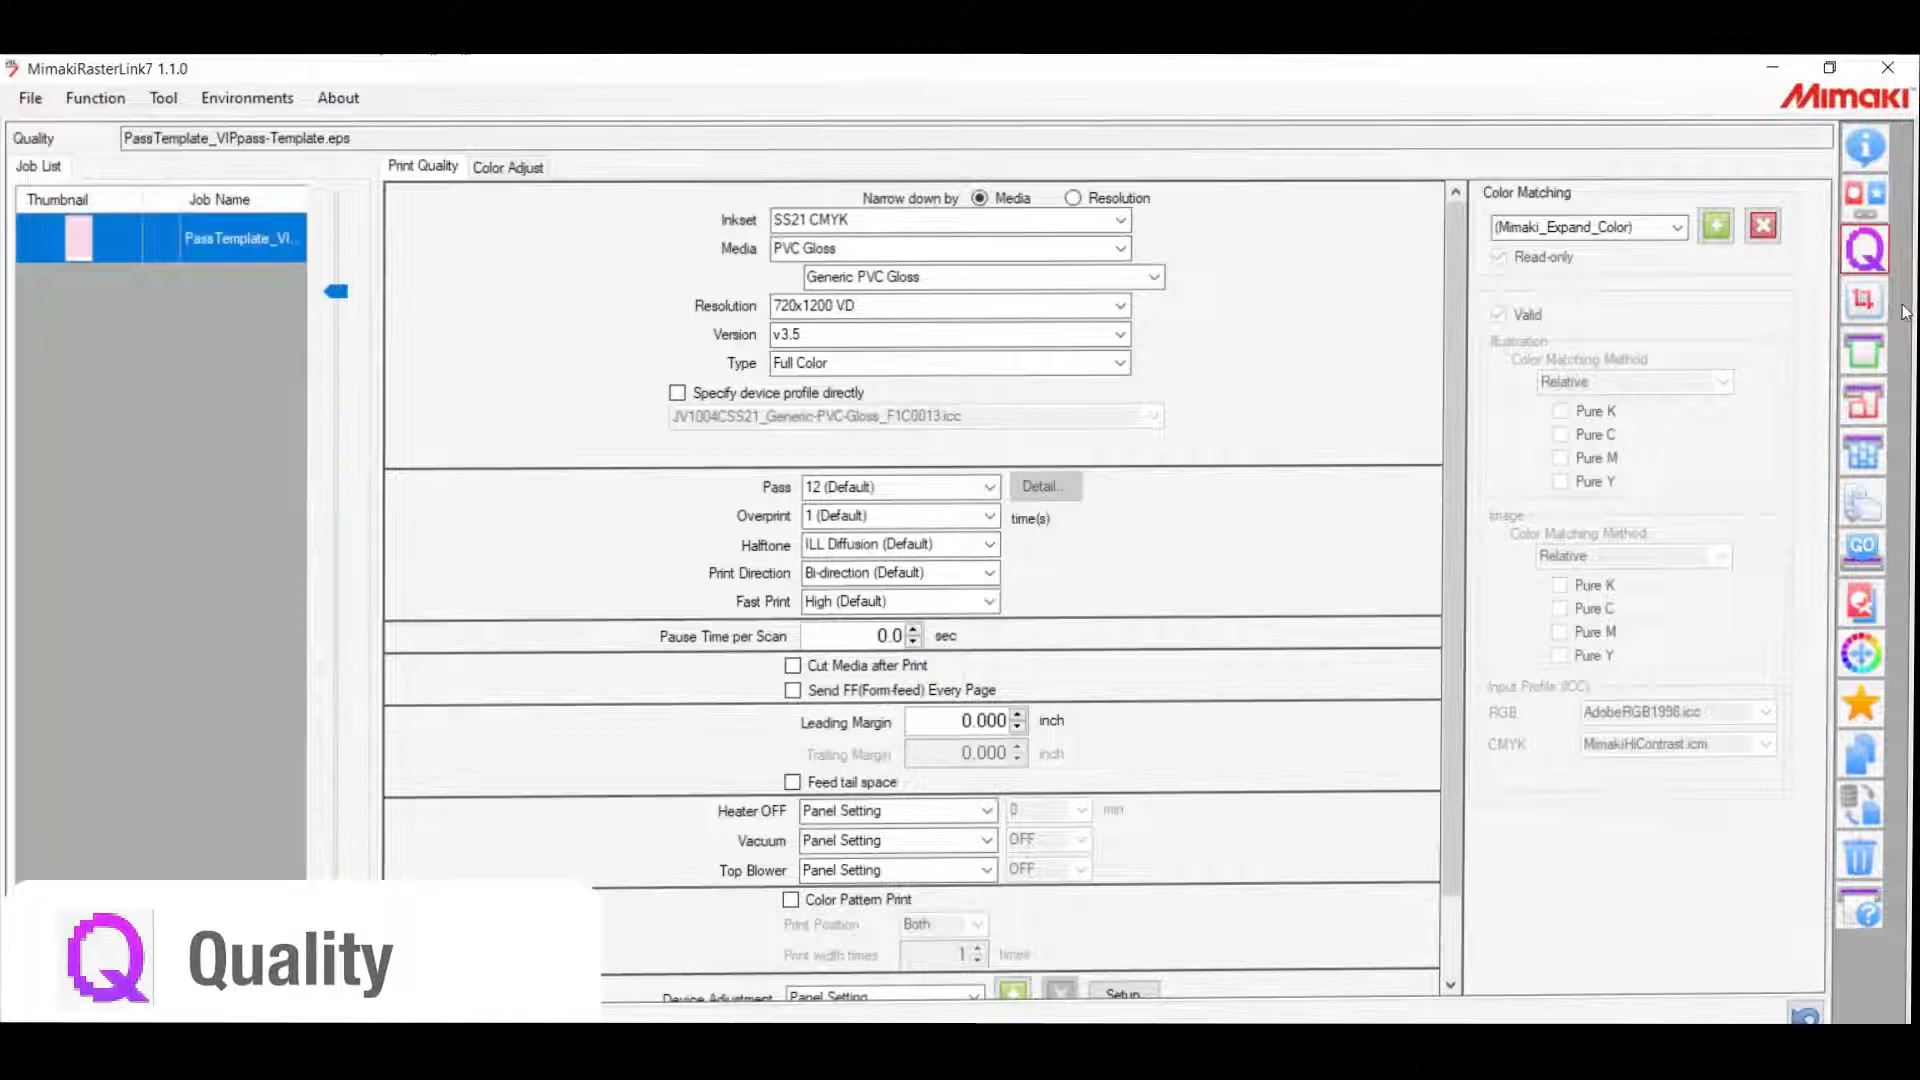 MimakiRasterLink7 1.1.0
File Function Tool Environments About
Mimaki
Quality PassTemplate_VIPpass-Template.eps
Job List
Thumbnail Job Name
PassTemplate_VI...
Print Quality Color Adjust
Narrow down by Media Resolution
Inkset SS21 CMYK
Media PVC Gloss
Generic PVC Gloss
Resolution 720x1200 VD
Version v3.5
Type Full Color
Specify device profile directly
JV1004CSS21_Generic-PVC-Gloss_F1C0013.icc
Pass 12 (Default) Detail..
Overprint 1 (Default) time(s)
Halftone ILL Diffusion (Default)
Print Direction Bi-direction (Default)
Fast Print High (Default)
Pause Time per Scan 0.0 sec
Cut Media after Print
Send FF(Form-feed) Every Page
Leading Margin 0.000 inch
Trailing Margin 0.000 inch
Feed tail space
Heater OFF Panel Setting 0 min
Vacuum Panel Setting OFF
Top Blower Panel Setting OFF
Color Pattern Print
Print Position Both
Print width times 1 times
Device Adjustment Panel Setting Setup
Color Matching
(Mimaki_Expand_Color)
Read-only
Valid
Illustration
Color Matching Method
Relative
Pure K
Pure C
Pure M
Pure Y
Image
Color Matching Method
Relative
Pure K
Pure C
Pure M
Pure Y
Input Profile (ICC)
RGB AdobeRGB1998.icc
CMYK MimakiHiContrast.icm
GO
Q Quality